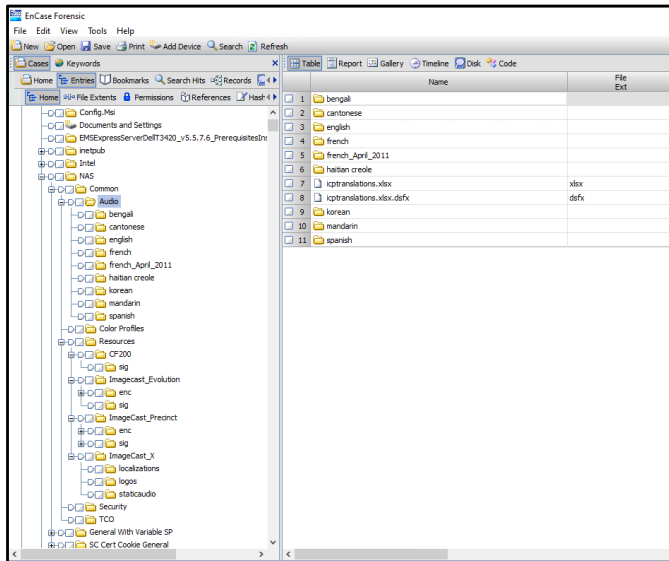 EnCase Forensic
File Edit View Tools Help
New Open Save Print Add Device Search Refresh
Cases Keywords
Home Entries Bookmarks Search Hits Records
Home File Extents Permissions References Hash
Config.Msi
Documents and Settings
EMSExpressServerDellT3420_v5.5.7.6_PrerequisitesIns
inetpub
Intel
NAS
Common
Audio
bengali
cantonese
english
french
french_April_2011
haitian creole
korean
mandarin
spanish
Color Profiles
Resources
CF200
sig
Imagecast_Evolution
enc
sig
ImageCast_Precinct
enc
sig
ImageCast_X
localizations
logos
staticaudio
Security
TCO
General With Variable SP
SC Cert Cookie General
Table Report Gallery Timeline Disk Code
Name File Ext
1 bengali
2 cantonese
3 english
4 french
5 french_April_2011
6 haitian creole
7 icptranslations.xlsx xlsx
8 icptranslations.xlsx.dsfx dsfx
9 korean
10 mandarin
11 spanish